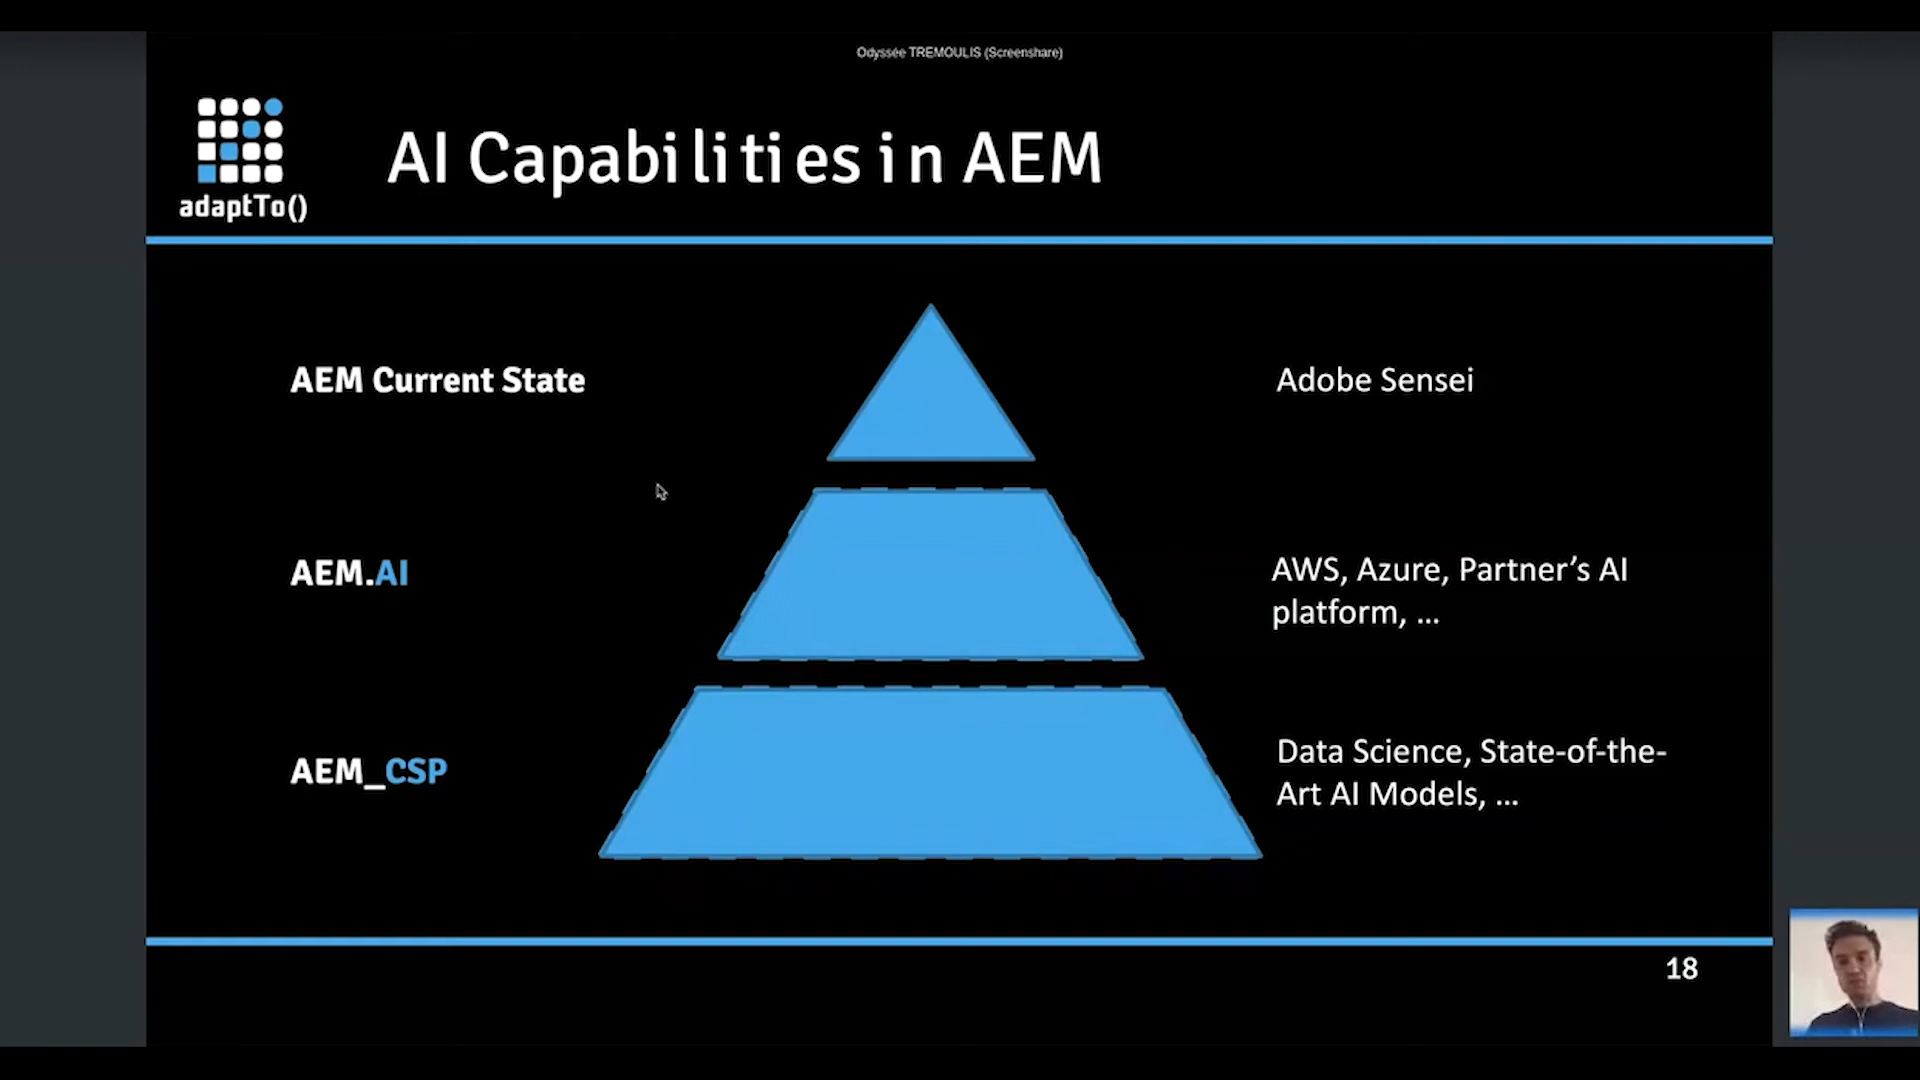 Odyssée TREMOULIS (Screenshare)
adaptTo()
AI Capabilities in AEM
AEM Current State
Adobe Sensei
AEM.AI
AWS, Azure, Partner’s AI
platform, ...
AEM_CSP
Data Science, State-of-the-
Art AI Models, ...
18